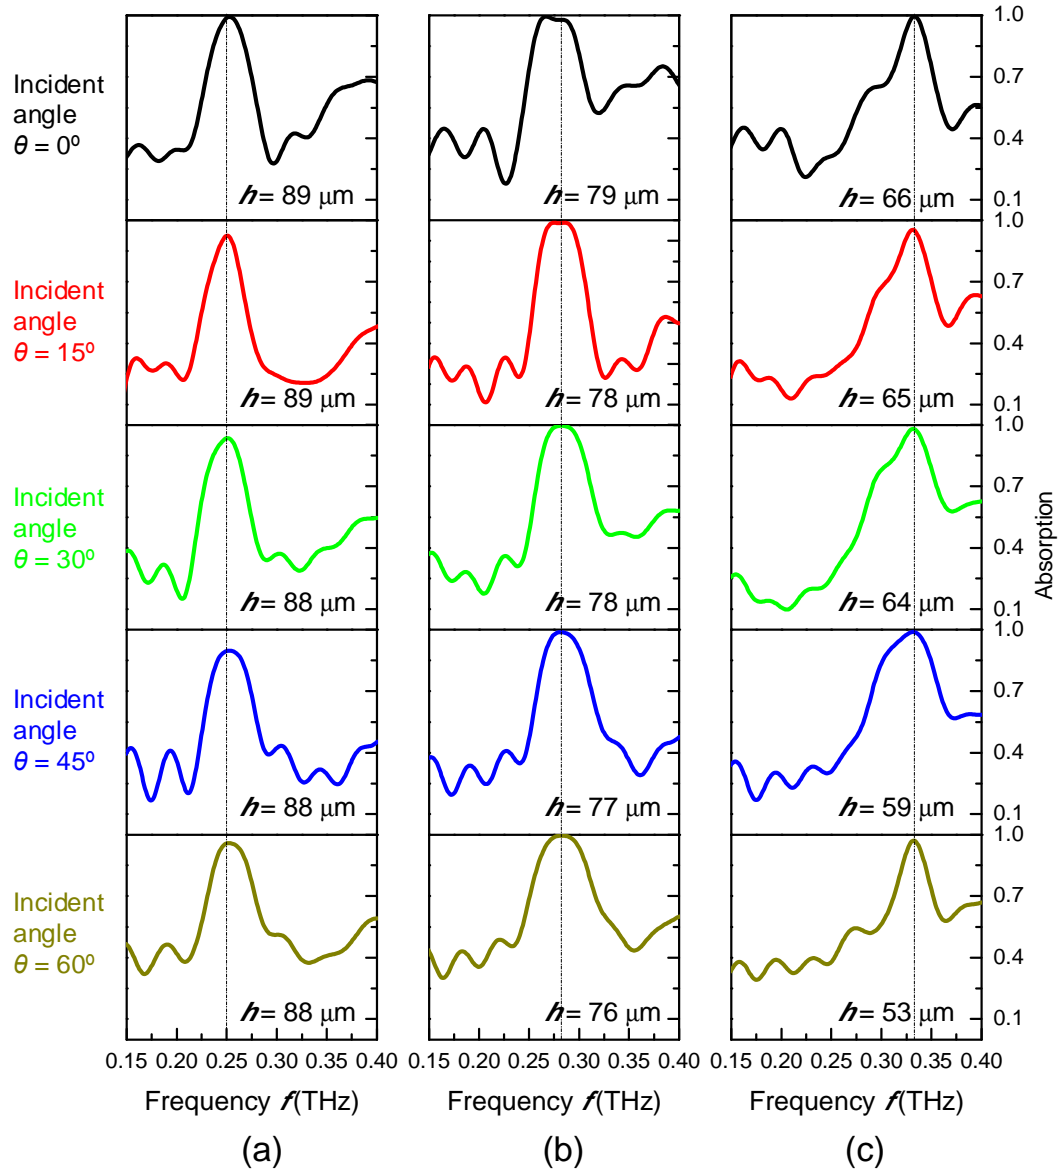 Incident
angle
θ = 0º
h= 89 μm
h= 79 μm
h= 66 μm
1.0
0.7
0.4
0.1
Incident
angle
θ = 15º
h= 89 μm
h= 78 μm
h= 65 μm
1.0
0.7
0.4
0.1
Incident
angle
θ = 30º
h= 88 μm
h= 78 μm
h= 64 μm
1.0
0.7
0.4
0.1
Absorption
Incident
angle
θ = 45º
h= 88 μm
h= 77 μm
h= 59 μm
1.0
0.7
0.4
0.1
Incident
angle
θ = 60º
h= 88 μm
h= 76 μm
h= 53 μm
1.0
0.7
0.4
0.1
0.15 0.20 0.25 0.30 0.35 0.40
0.15 0.20 0.25 0.30 0.35 0.40
0.15 0.20 0.25 0.30 0.35 0.40
Frequency f(THz)
Frequency f(THz)
Frequency f(THz)
(a)
(b)
(c)